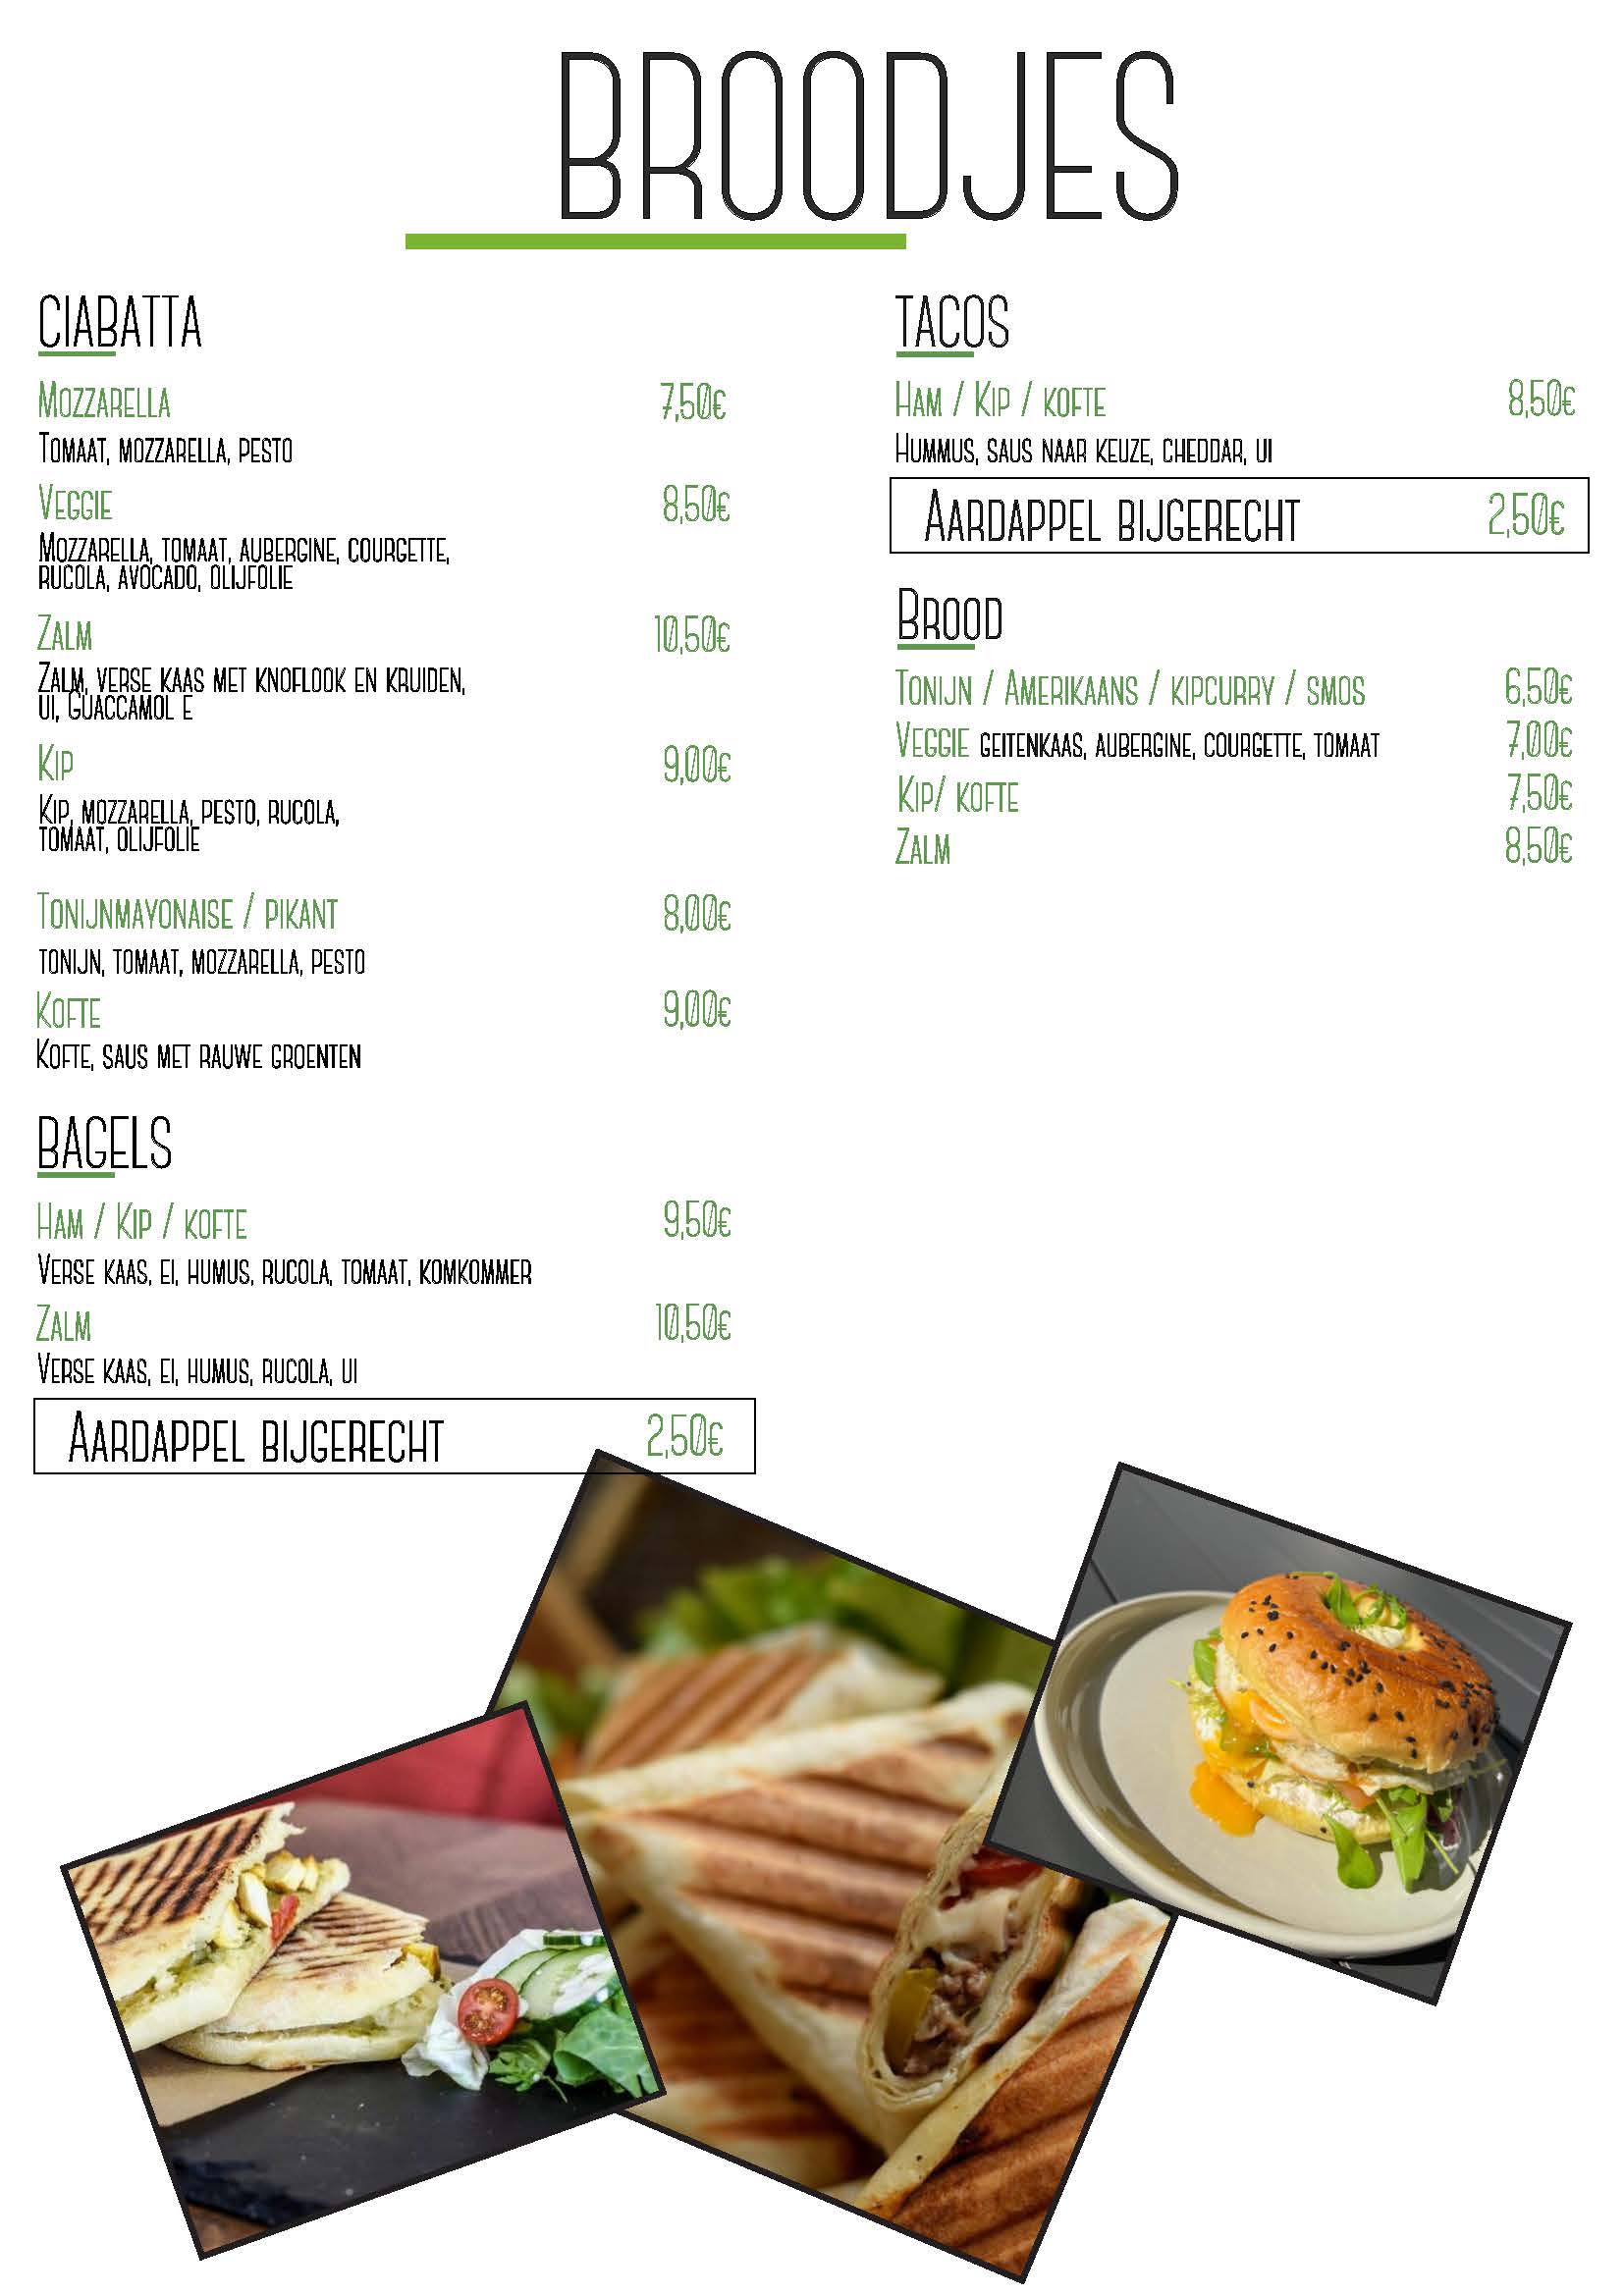 BROODJES
CIABATTA
Mozzarella 7,50€
Tomaat, mozzarella, pesto
Veggie 8,50€
Mozzarella, tomaat, aubergine, courgette,
rucola, avocado, olijfolie
Zalm 10,50€
Zalm, verse kaas met knoflook en kruiden,
ui, Guaccamol e
Kip 9,00€
Kip, mozzarella, pesto, rucola,
tomaat, olijfolie
Tonijnmayonaise / pikant 8,00€
tonijn, tomaat, mozzarella, pesto
Kofte 9,00€
Kofte, saus met rauwe groenten
BAGELS
Ham / Kip / kofte 9,50€
Verse kaas, ei, humus, rucola, tomaat, komkommer
Zalm 10,50€
Verse kaas, ei, humus, rucola, ui
Aardappel bijgerecht 2,50€
TACOS
Ham / Kip / kofte 8,50€
Hummus, saus naar keuze, cheddar, ui
Aardappel bijgerecht 2,50€
Brood
Tonijn / Amerikaans / kipcurry / smos 6,50€
Veggie geitenkaas, aubergine, courgette, tomaat 7,00€
Kip/ kofte 7,50€
Zalm 8,50€